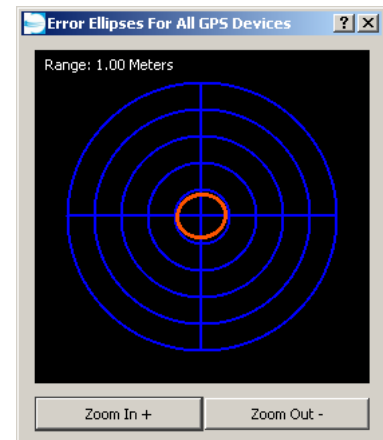 Error Ellipses For All GPS Devices
Range: 1.00 Meters
Zoom In +
Zoom Out -